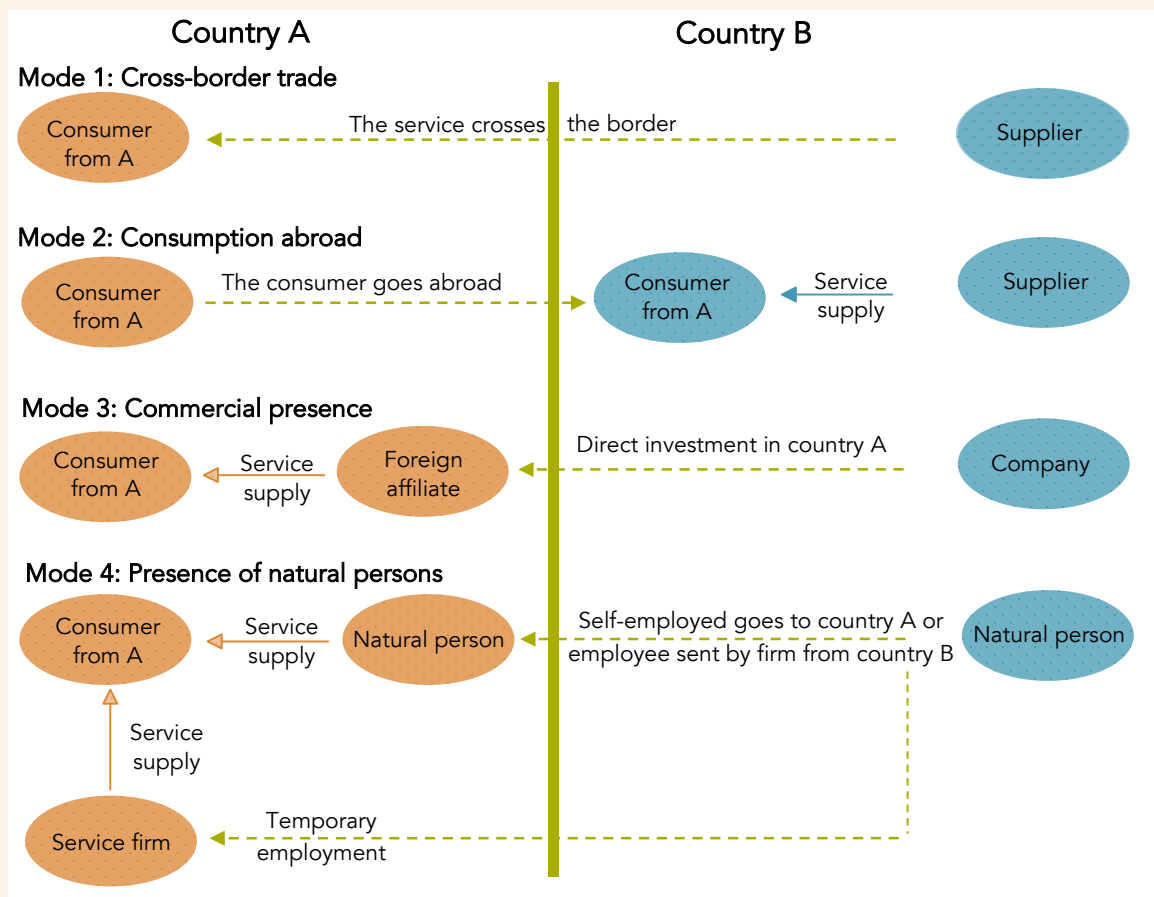 Country A
Country B
Mode 1: Cross-border trade
Consumer
from A
The service crosses the border
Supplier
Mode 2: Consumption abroad
Consumer
from A
The consumer goes abroad
Consumer
from A
Service
supply
Supplier
Mode 3: Commercial presence
Consumer
from A
Service
supply
Foreign
affiliate
Direct investment in country A
Company
Mode 4: Presence of natural persons
Consumer
from A
Service
supply
Natural person
Self-employed goes to country A or
employee sent by firm from country B
Natural person
Service
supply
Service firm
Temporary
employment